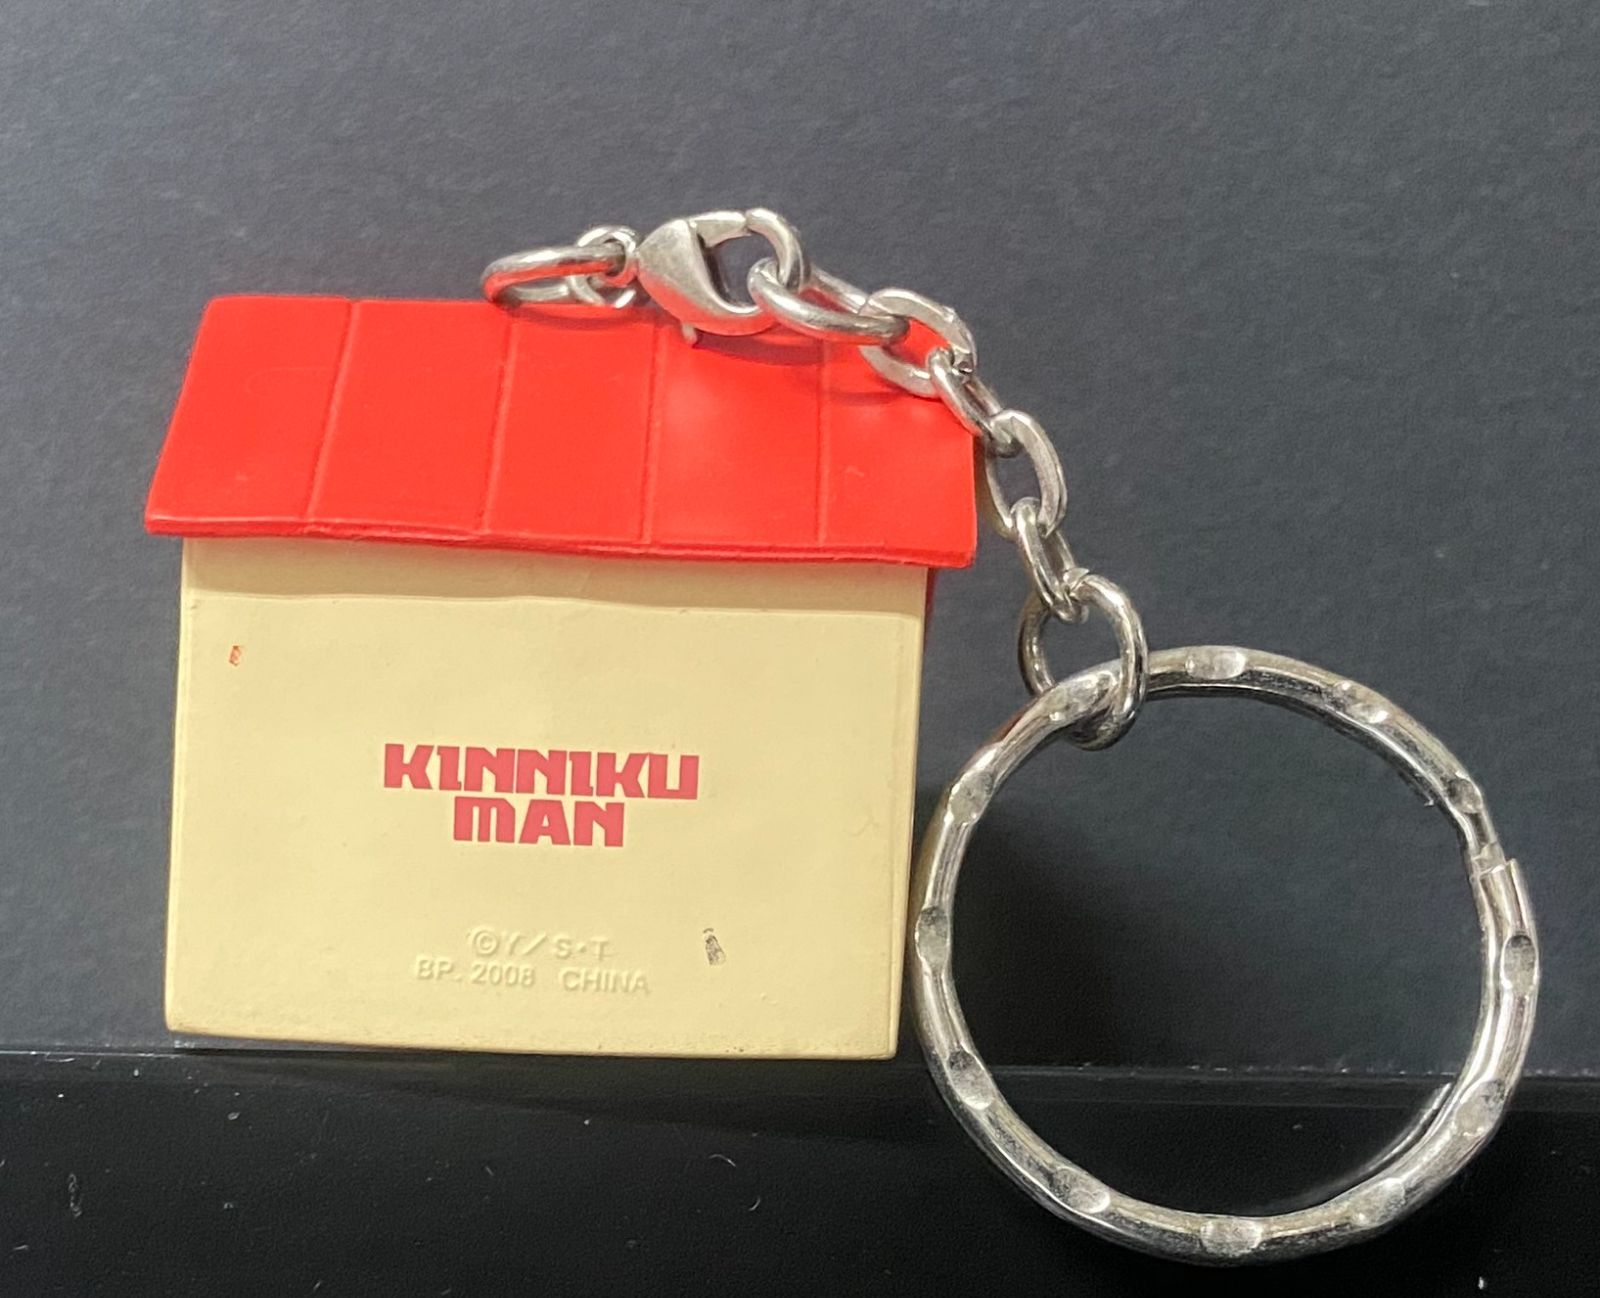 KINNIKU
MAN
©Y/S・T
BP. 2008 CHINA